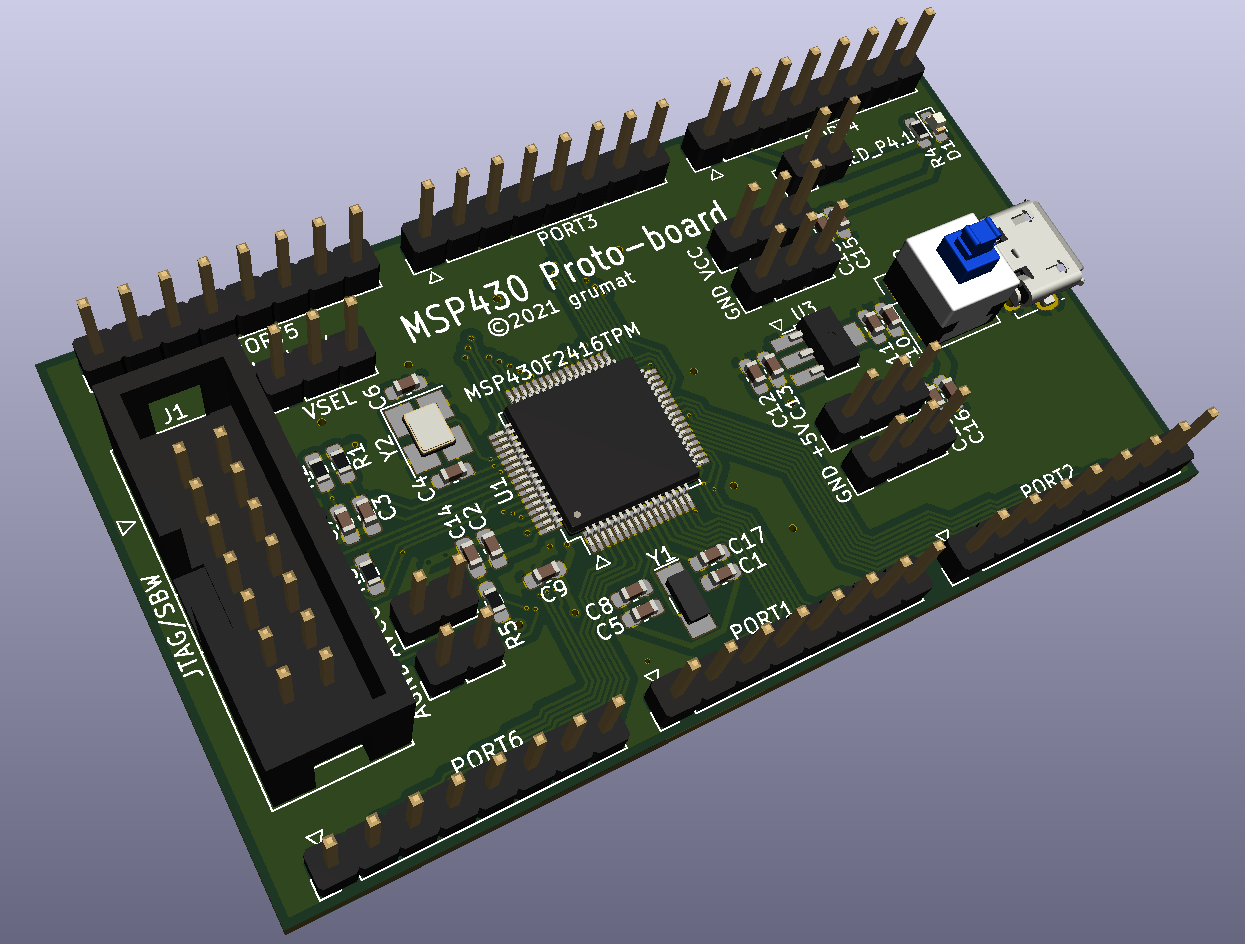 R4
D1
PORT3
MSP430 Proto-board
©2021 grumat
MSP430F2416TPM
GND VCC
C15
U3
C12
C13
GND +5V
C16
PORT2
VSEL
C6
J1
Y2
R1
C4
U1
C3
C14
C2
C9
R5
Y1
C17
C1
C8
C5
PORT1
JTAG/SBW
PORT6